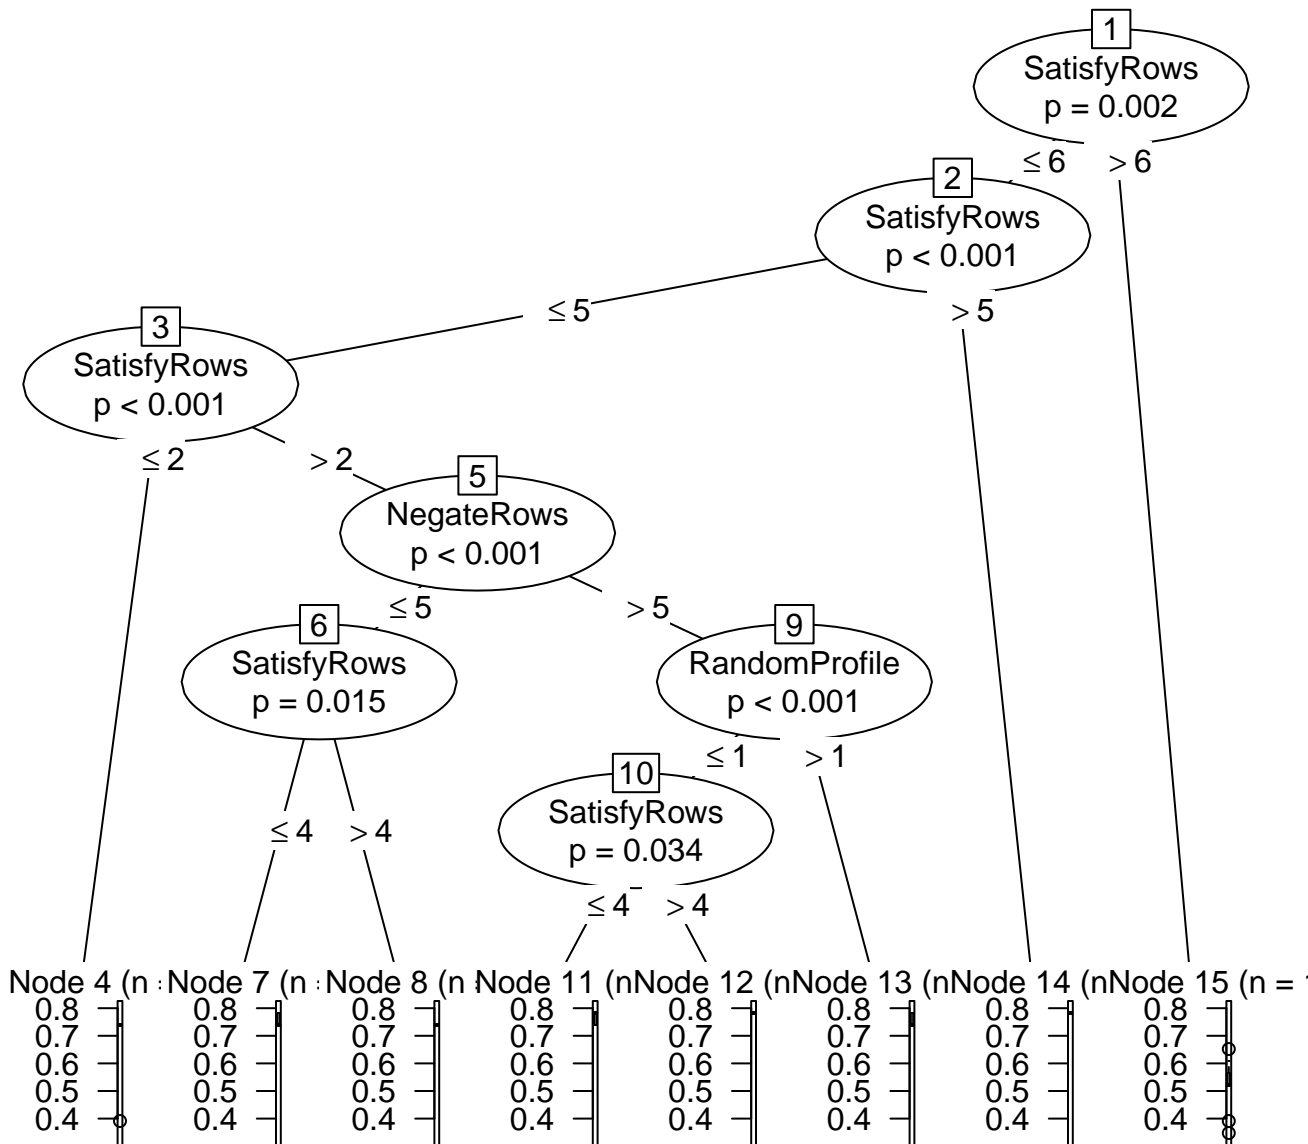 1
SatisfyRows
p = 0.002
≤ 6
> 6
2
SatisfyRows
p < 0.001
≤ 5
> 5
3
SatisfyRows
p < 0.001
≤ 2
> 2
5
NegateRows
p < 0.001
≤ 5
> 5
6
SatisfyRows
p = 0.015
9
RandomProfile
p < 0.001
≤ 1
> 1
10
SatisfyRows
p = 0.034
≤ 4
> 4
≤ 4
> 4
Node 4 (n
Node 7 (n
Node 8 (n
Node 11 (n
Node 12 (n
Node 13 (n
Node 14 (n
Node 15 (n =
0.8 0.8 0.8 0.8 0.8 0.8 0.8 0.8
0.7 0.7 0.7 0.7 0.7 0.7 0.7 0.7
0.6 0.6 0.6 0.6 0.6 0.6 0.6 0.6
0.5 0.5 0.5 0.5 0.5 0.5 0.5 0.5
0.4 0.4 0.4 0.4 0.4 0.4 0.4 0.4